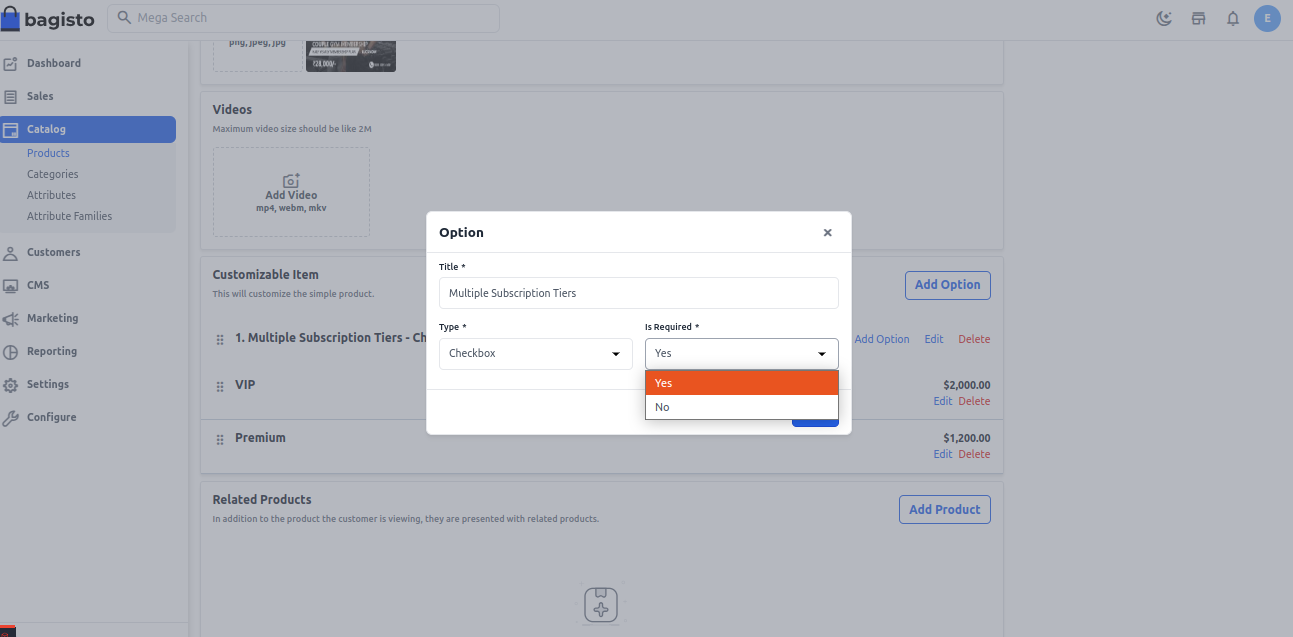 bagisto
Mega Search
E
Dashboard
Sales
Catalog
Products
Categories
Attributes
Attribute Families
Customers
CMS
Marketing
Reporting
Settings
Configure
png, jpeg, jpg
COUPLE GYM MEMBERSHIP
₹28,000/-
Videos
Maximum video size should be like 2M
Add Video
mp4, webm, mkv
Customizable Item
This will customize the simple product.
Add Option
1. Multiple Subscription Tiers - Ch
Add Option Edit Delete
VIP
$2,000.00
Edit Delete
Premium
$1,200.00
Edit Delete
Option
Title *
Multiple Subscription Tiers
Type *
Is Required *
Checkbox
Yes
Yes
No
Related Products
In addition to the product the customer is viewing, they are presented with related products.
Add Product